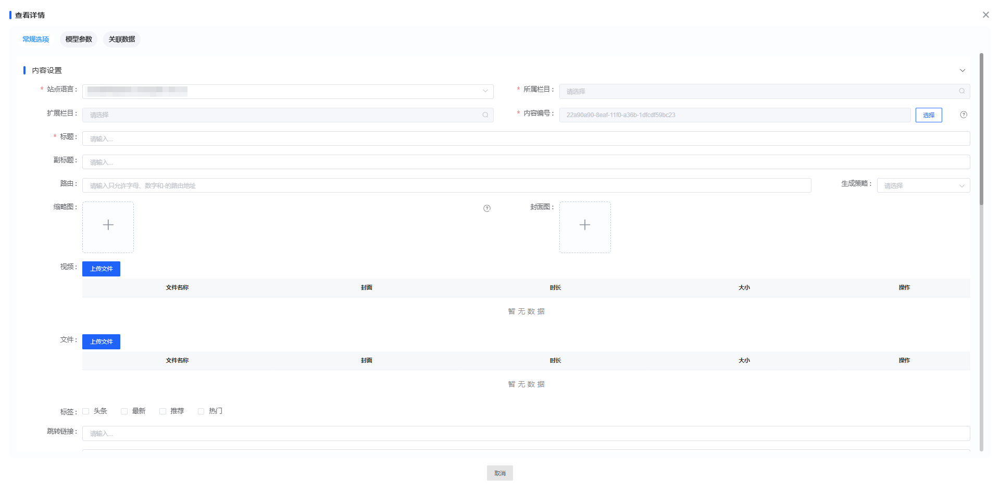 查看详情
常规选项 模型参数 关联数据
内容设置
* 站点语言： * 所属栏目： 请选择
扩展栏目： 请选择 * 内容编号： 22a90a90-8eaf-11f0-a36b-1dfcdf59bc23 选择
* 标题： 请输入...
副标题： 请输入...
路由： 请输入只允许字母、数字和-的路由地址 生成策略： 请选择
缩略图： 封面图：
视频： 上传文件
文件名称 封面 时长 大小 操作
暂无数据
文件： 上传文件
文件名称 封面 时长 大小 操作
暂无数据
标签： 头条 最新 推荐 热门
跳转链接： 请输入...
取消